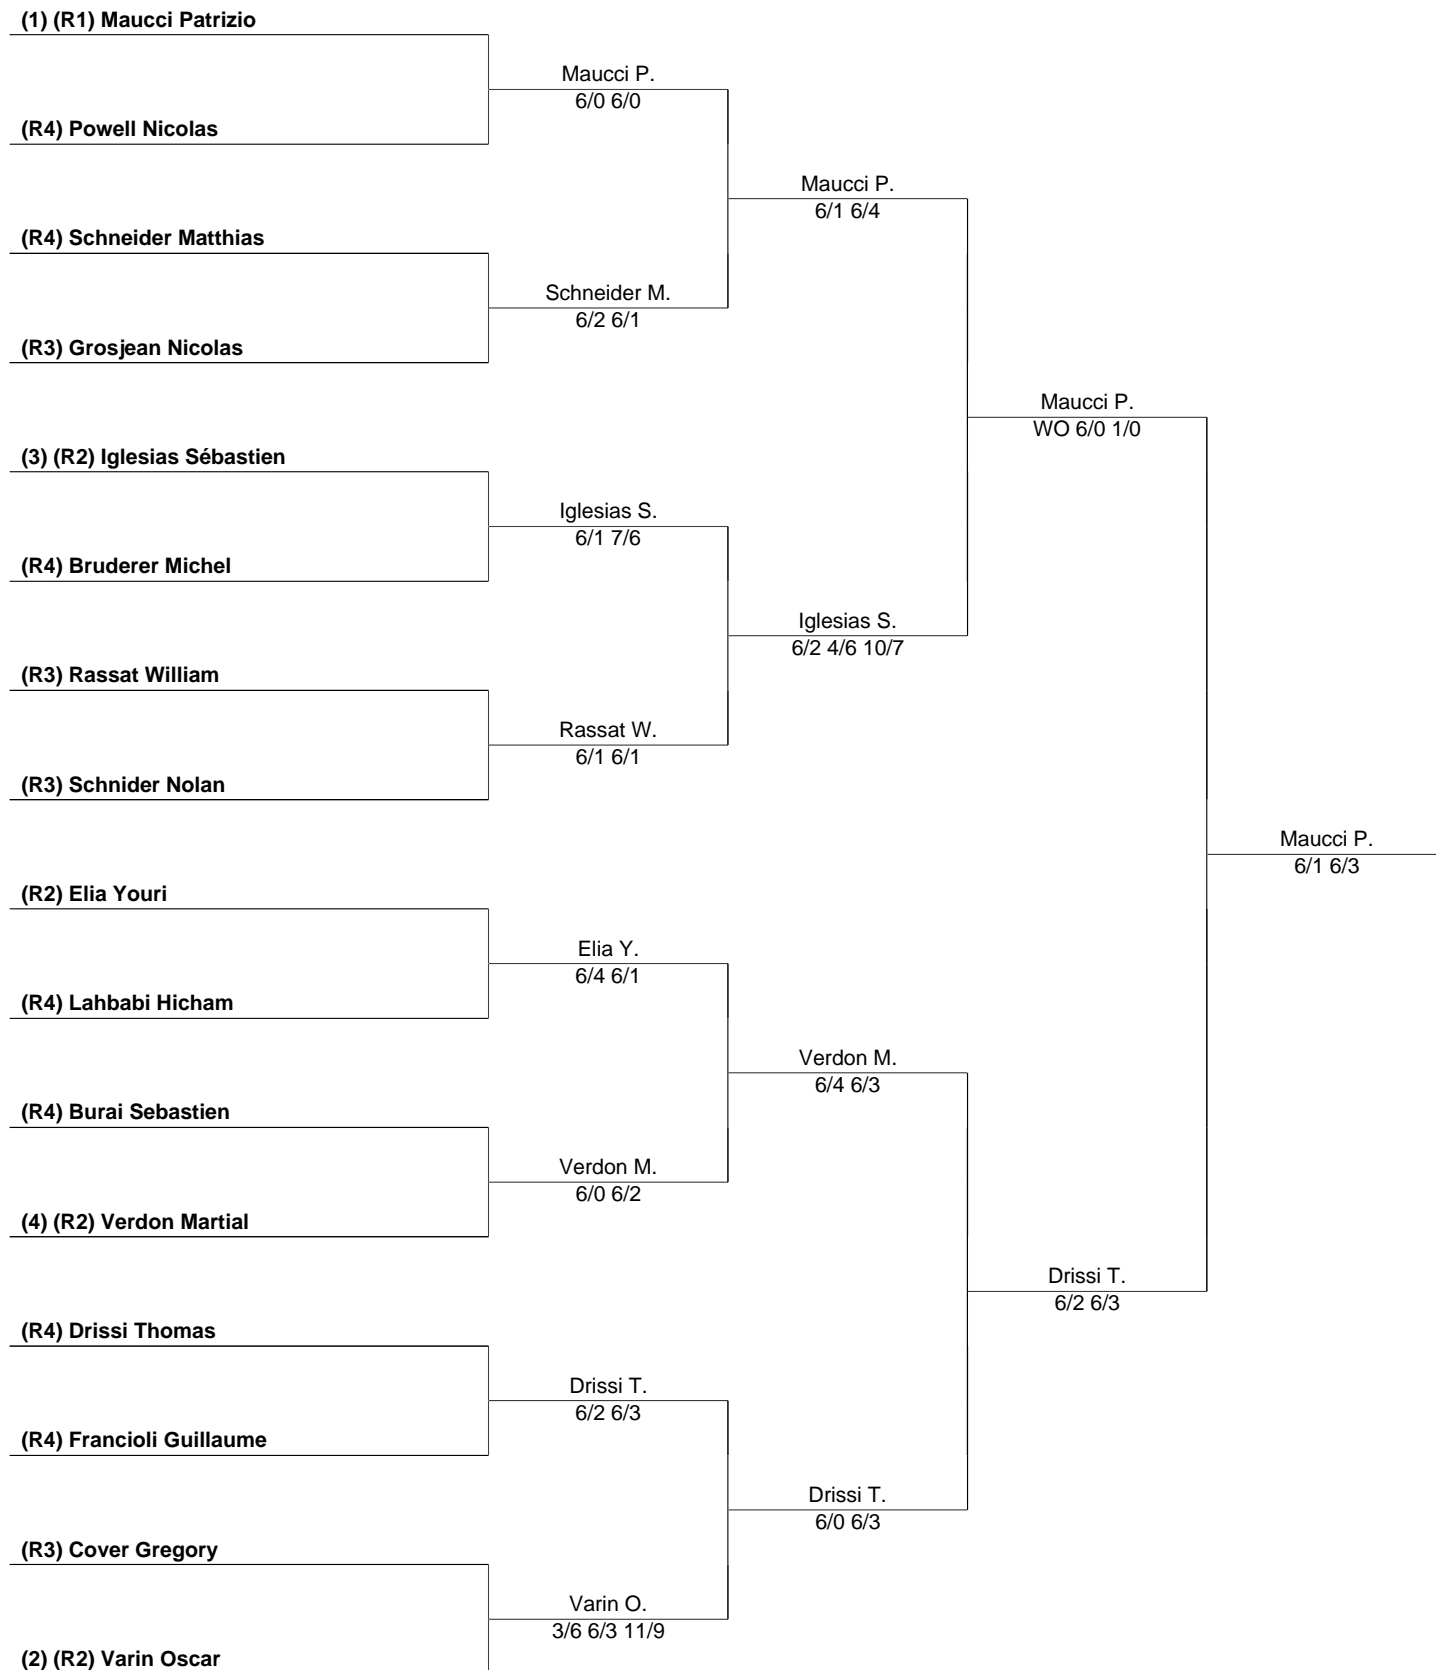 (1) (R1) Maucci Patrizio
Maucci P.
6/0 6/0
(R4) Powell Nicolas
Maucci P.
6/1 6/4
(R4) Schneider Matthias
Schneider M.
6/2 6/1
(R3) Grosjean Nicolas
Maucci P.
WO 6/0 1/0
(3) (R2) Iglesias Sébastien
Iglesias S.
6/1 7/6
(R4) Bruderer Michel
Iglesias S.
6/2 4/6 10/7
(R3) Rassat William
Rassat W.
6/1 6/1
(R3) Schnider Nolan
Maucci P.
6/1 6/3
(R2) Elia Youri
Elia Y.
6/4 6/1
(R4) Lahbabi Hicham
Verdon M.
6/4 6/3
(R4) Burai Sebastien
Verdon M.
6/0 6/2
(4) (R2) Verdon Martial
Drissi T.
6/2 6/3
(R4) Drissi Thomas
Drissi T.
6/2 6/3
(R4) Francioli Guillaume
Drissi T.
6/0 6/3
(R3) Cover Gregory
Varin O.
3/6 6/3 11/9
(2) (R2) Varin Oscar